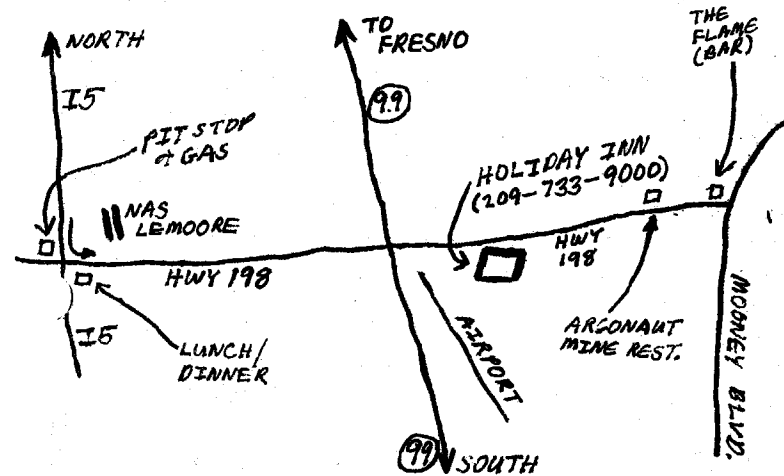 NORTH
TO
FRESNO
THE
FLAME
(BAR)
I5
99
PIT STOP
& GAS
HOLIDAY INN
(209-733-9000)
NAS
LEMOORE
HWY 198
HWY
198
I5
LUNCH/
DINNER
AIRPORT
ARGONAUT
MINE REST.
MOONEY BLVD.
99
SOUTH